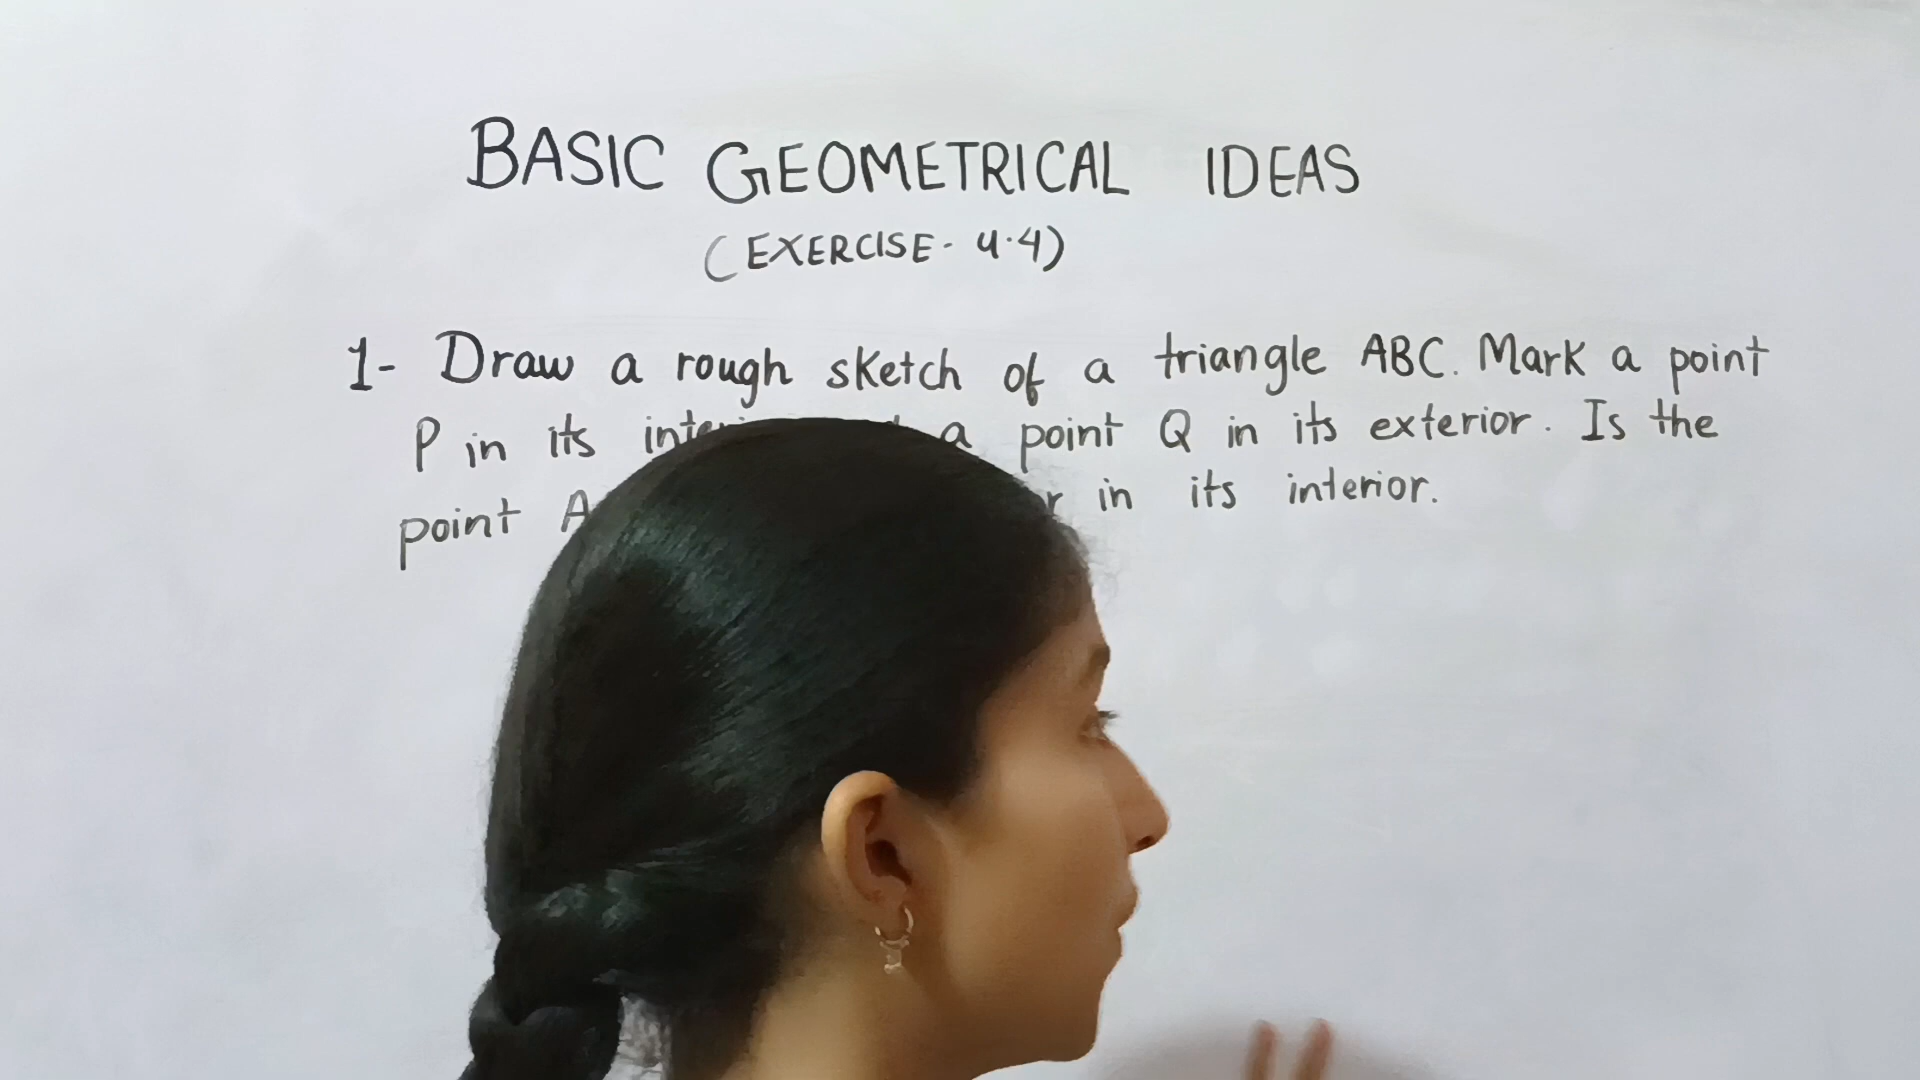 BASIC GEOMETRICAL IDEAS
(EXERCISE- 4.4)
1- Draw a rough sketch of a triangle ABC. Mark a point
P in its a point Q in its exterior. Is the
point A in its interior.